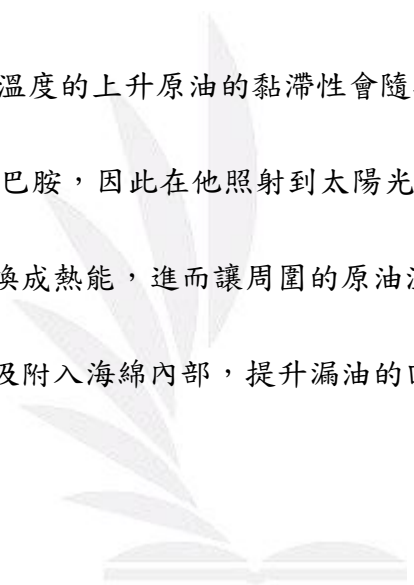 溫度的上升原油的黏滯性會隨
巴胺，因此在他照射到太陽光
換成熱能，進而讓周圍的原油
及附入海綿內部，提升漏油的